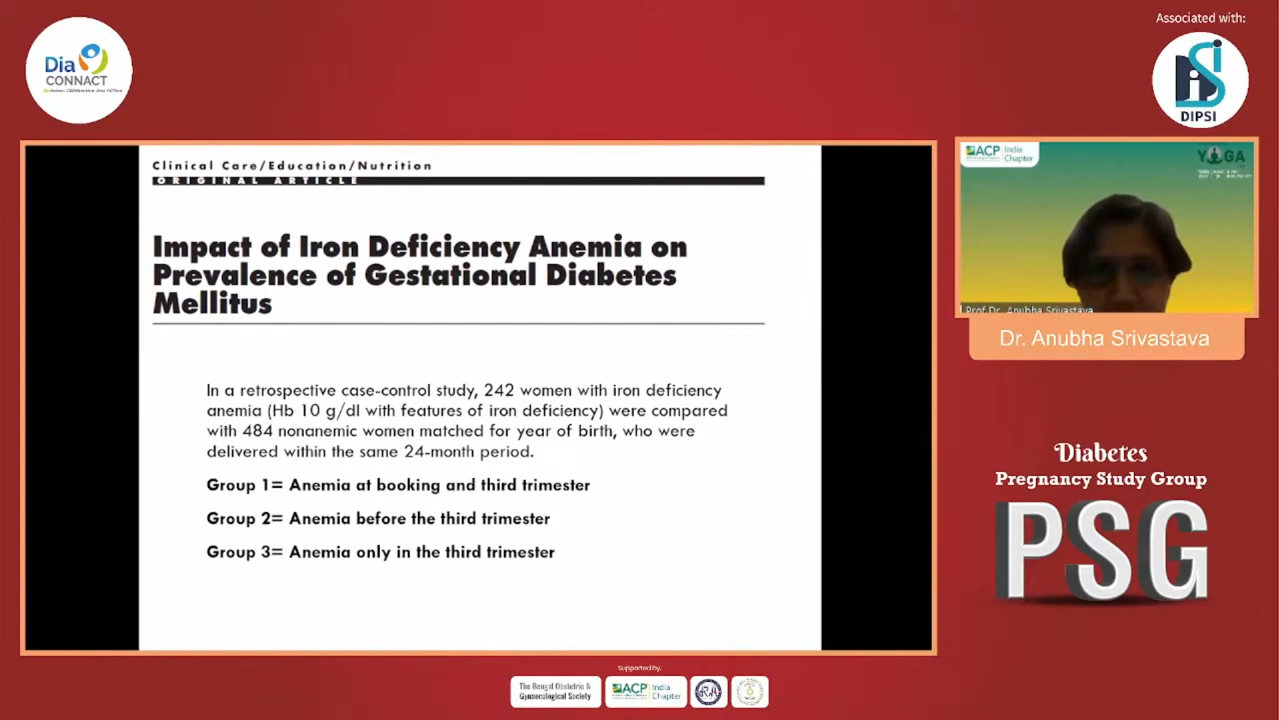 Dia
CONNACT
Associated with:
DIPSI
Clinical Care/Education/Nutrition
ORIGINAL ARTICLE
Impact of Iron Deficiency Anemia on
Prevalence of Gestational Diabetes
Mellitus
In a retrospective case-control study, 242 women with iron deficiency
anemia (Hb 10 g/dl with features of iron deficiency) were compared
with 484 nonanemic women matched for year of birth, who were
delivered within the same 24-month period.
Group 1= Anemia at booking and third trimester
Group 2= Anemia before the third trimester
Group 3= Anemia only in the third trimester
ACP India
Chapter
YOGA
Prof Dr. Anubha Srivastava
Dr. Anubha Srivastava
Diabetes
Pregnancy Study Group
PSG
Supported by:
The Bengal Obstetric &
Gynaecological Society
ACP India
Chapter